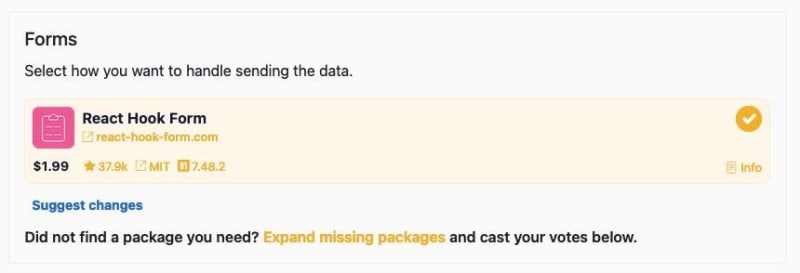 Forms
Select how you want to handle sending the data.
React Hook Form
react-hook-form.com
$1.99 37.9k MIT 7.48.2 Info
Suggest changes
Did not find a package you need? Expand missing packages and cast your votes below.